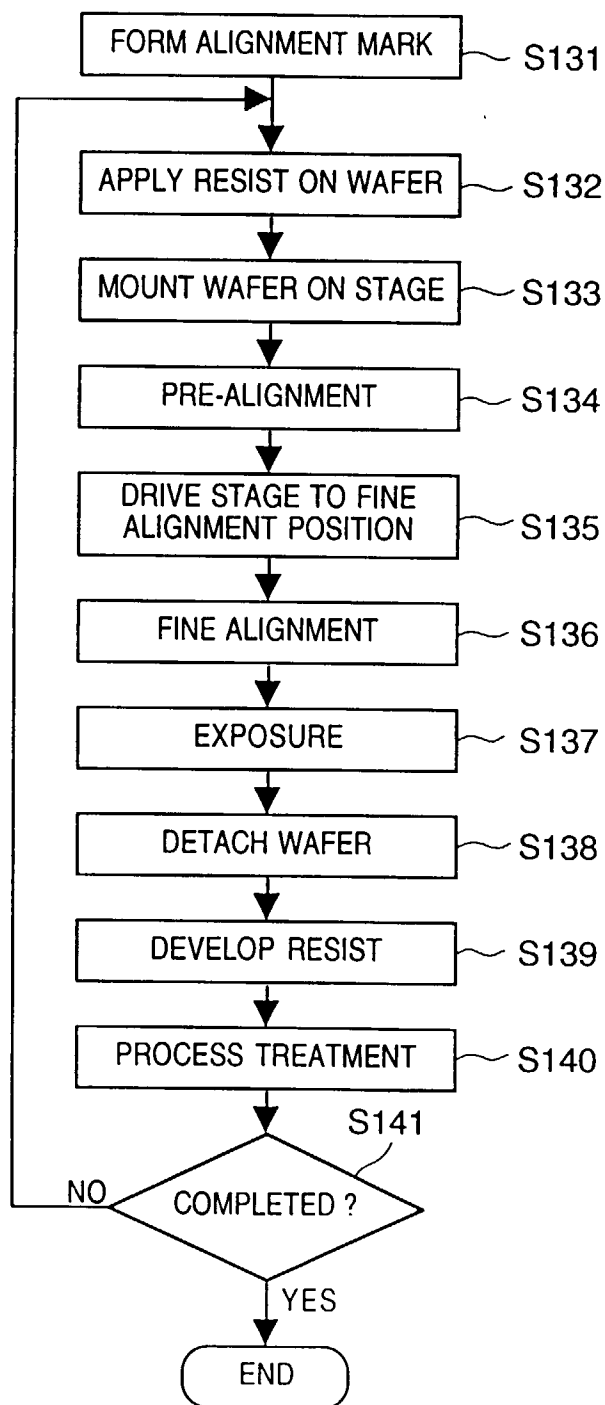 FORM ALIGNMENT MARK
S131
APPLY RESIST ON WAFER
S132
MOUNT WAFER ON STAGE
S133
PRE-ALIGNMENT
S134
DRIVE STAGE TO FINE
ALIGNMENT POSITION
S135
FINE ALIGNMENT
S136
EXPOSURE
S137
DETACH WAFER
S138
DEVELOP RESIST
S139
PROCESS TREATMENT
S140
S141
NO
COMPLETED ?
YES
END